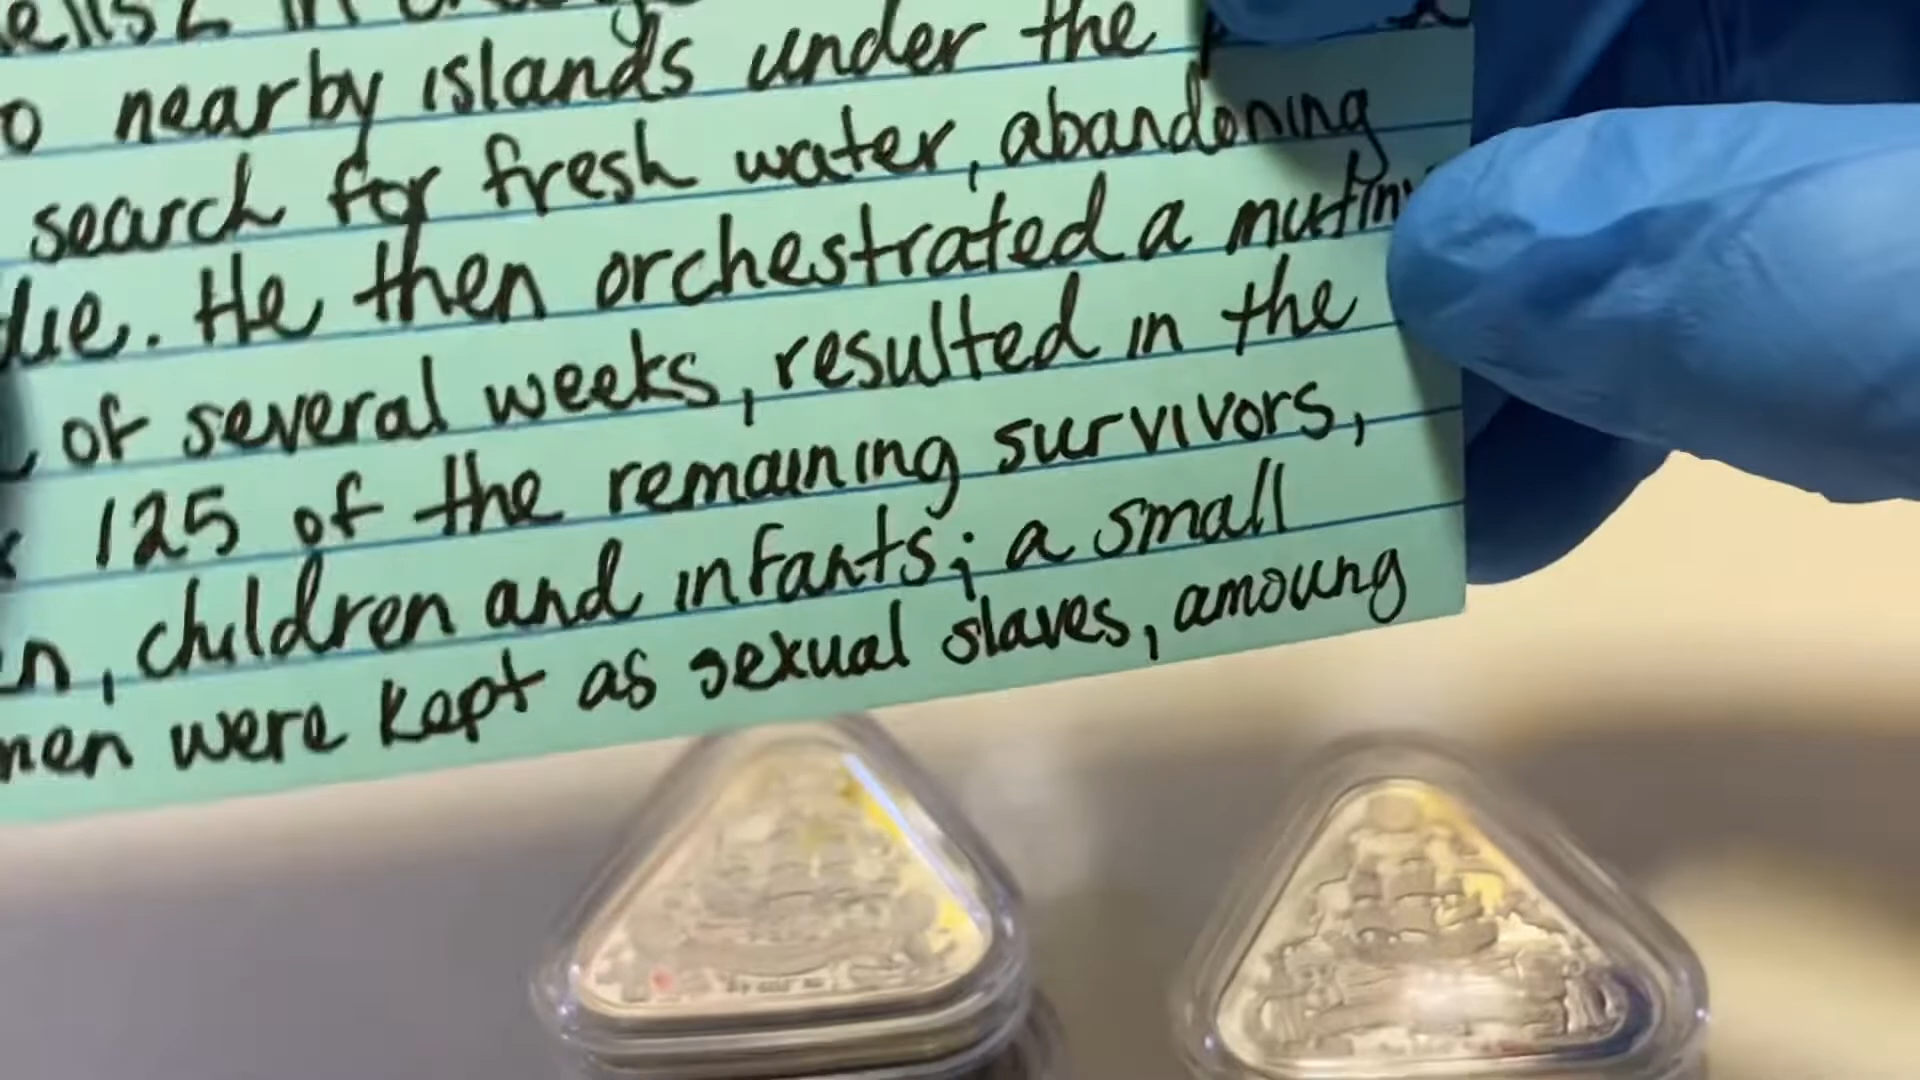 nearby islands under the
search for fresh water, abandoning
die. He then orchestrated a mutiny
of several weeks, resulted in the
125 of the remaining survivors,
children and infants; a small
were kept as sexual slaves, amoung